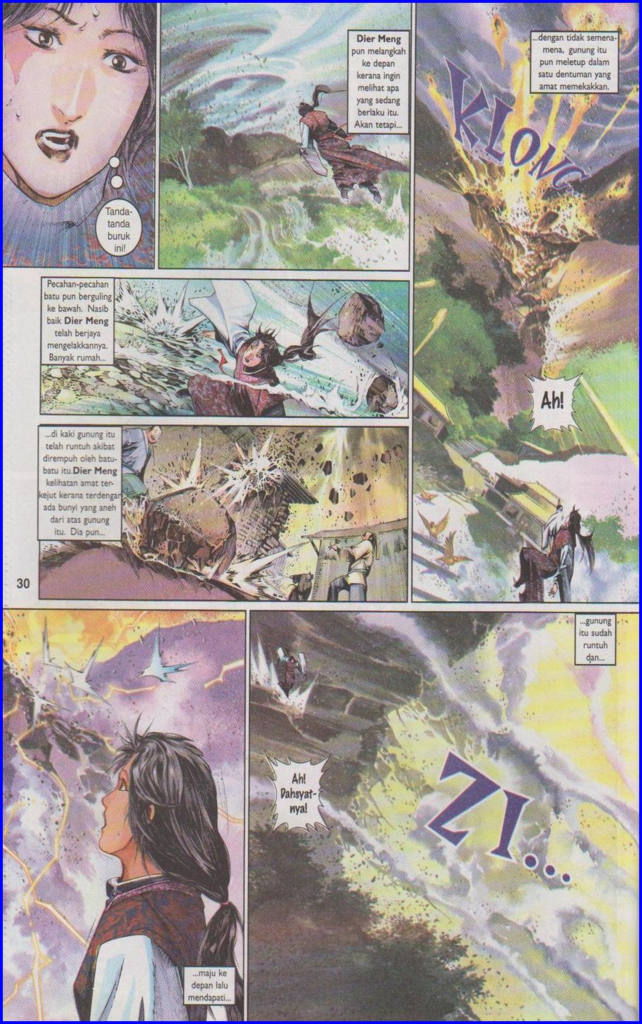 Tanda-
tanda
buruk
ini!
Dier Meng
pun melangkah
ke depan
kerana ingin
melihat apa
yang sedang
berlaku itu.
Akan tetapi...
...dengan tidak semena-
mena, gunung itu
pun meletup dalam
satu dentuman yang
amat memekakkan.
KLONG
Ah!
Pecahan-pecahan
batu pun berguling
ke bawah. Nasib
baik Dier Meng
telah berjaya
mengelakkannya.
Banyak rumah...
...di kaki gunung itu
telah runtuh akibat
dirempuh oleh batu-
batu itu.Dier Meng
kelihatan amat ter-
kejut kerana terdengar
ada bunyi yang aneh
dari atas gunung
itu. Dia pun...
30
...maju ke
depan lalu
mendapati...
...gunung
itu sudah
runtuh
dan...
Ah!
Dahsyat-
nya!
ZI...